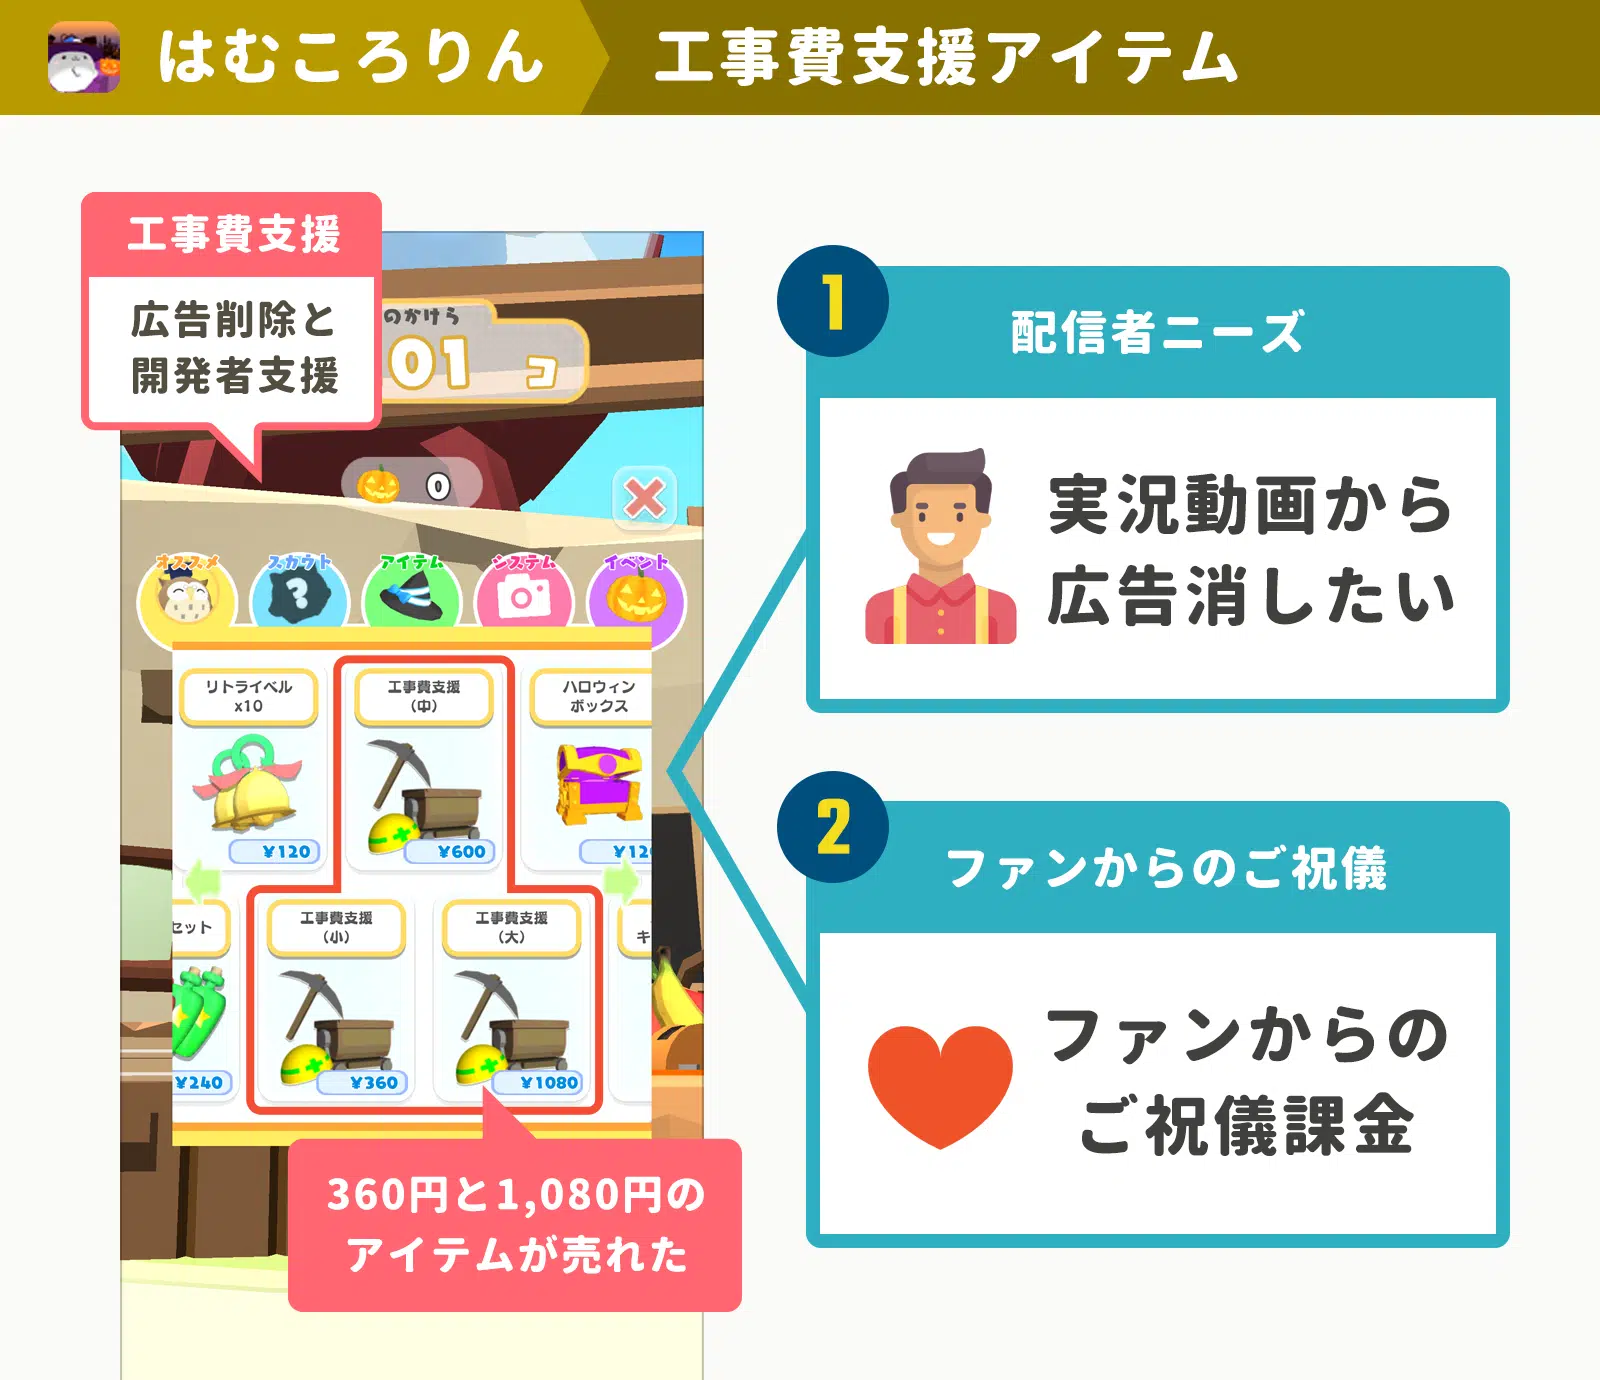 はむころりん
工事費支援アイテム
工事費支援
広告削除と
開発者支援
のかけら
01 コ
0
オススメ
スカウト
アイテム
システム
イベント
リトライベル
x10
¥120
工事費支援
(中)
¥600
ハロウィン
ボックス
¥120
セット
¥240
工事費支援
(小)
¥360
工事費支援
(大)
¥1080
キ
360円と1,080円の
アイテムが売れた
1
配信者ニーズ
実況動画から
広告消したい
2
ファンからのご祝儀
ファンからの
ご祝儀課金